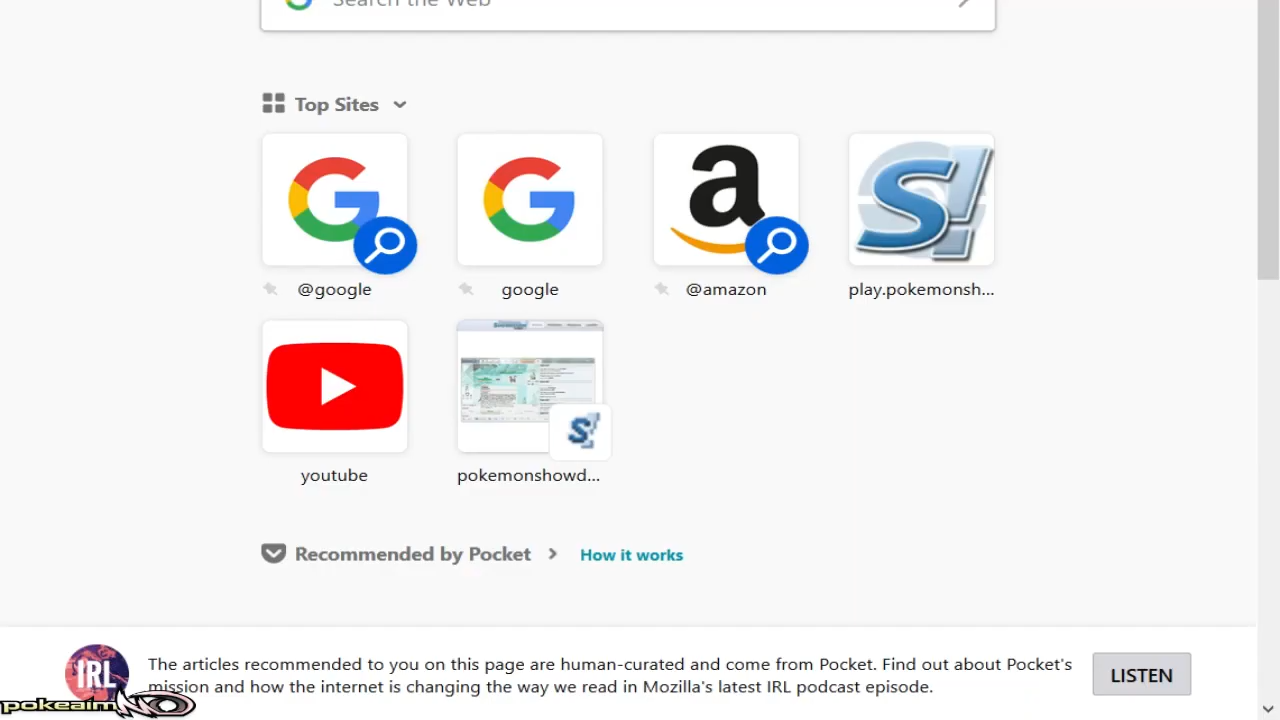 Search the Web
Top Sites
@google
google
@amazon
play.pokemonsh...
youtube
pokemonshowd...
Recommended by Pocket
How it works
IRL
The articles recommended to you on this page are human-curated and come from Pocket. Find out about Pocket's
mission and how the internet is changing the way we read in Mozilla's latest IRL podcast episode.
LISTEN
pokeaimMD